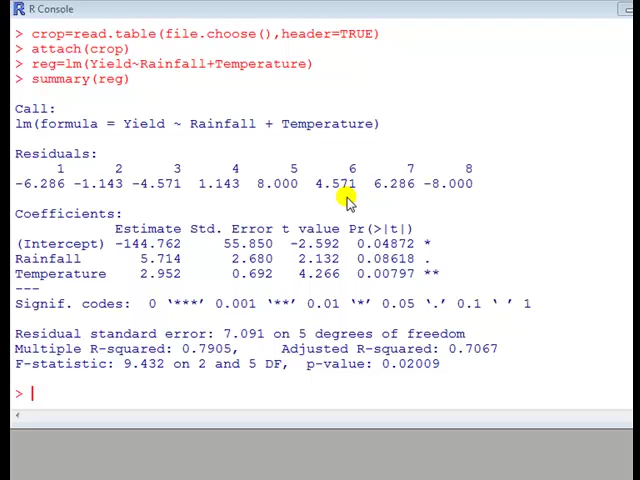 R Console
> crop=read.table(file.choose(),header=TRUE)
> attach(crop)
> reg=lm(Yield~Rainfall+Temperature)
> summary(reg)
Call:
lm(formula = Yield ~ Rainfall + Temperature)
Residuals:
1 2 3 4 5 6 7 8
-6.286 -1.143 -4.571 1.143 8.000 4.571 6.286 -8.000
Coefficients:
Estimate Std. Error t value Pr(>|t|)
(Intercept) -144.762 55.850 -2.592 0.04872 *
Rainfall 5.714 2.680 2.132 0.08618 .
Temperature 2.952 0.692 4.266 0.00797 **
---
Signif. codes: 0 ‘***’ 0.001 ‘**’ 0.01 ‘*’ 0.05 ‘.’ 0.1 ‘ ’ 1
Residual standard error: 7.091 on 5 degrees of freedom
Multiple R-squared: 0.7905, Adjusted R-squared: 0.7067
F-statistic: 9.432 on 2 and 5 DF, p-value: 0.02009
>